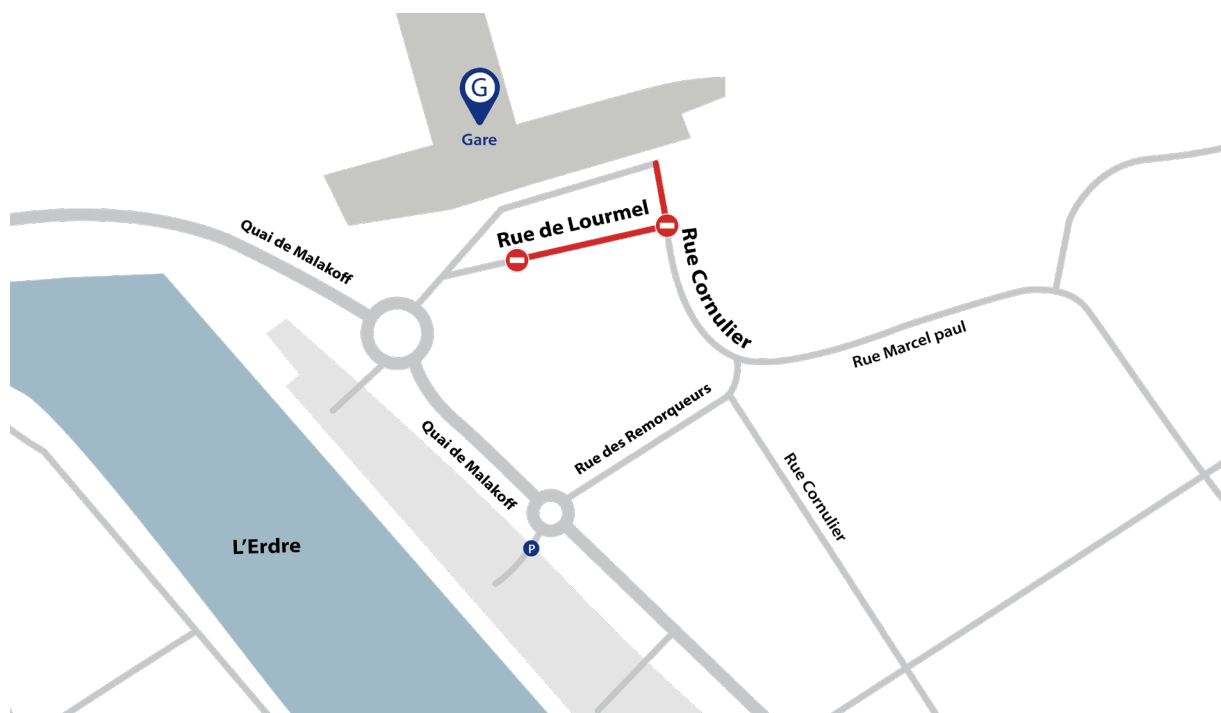 G
Gare
Rue de Lourmel
Quai de Malakoff
Rue Cornulier
Rue Marcel paul
Rue des Remorqueurs
Quai de Malakoff
Rue Cornulier
P
L'Erdre